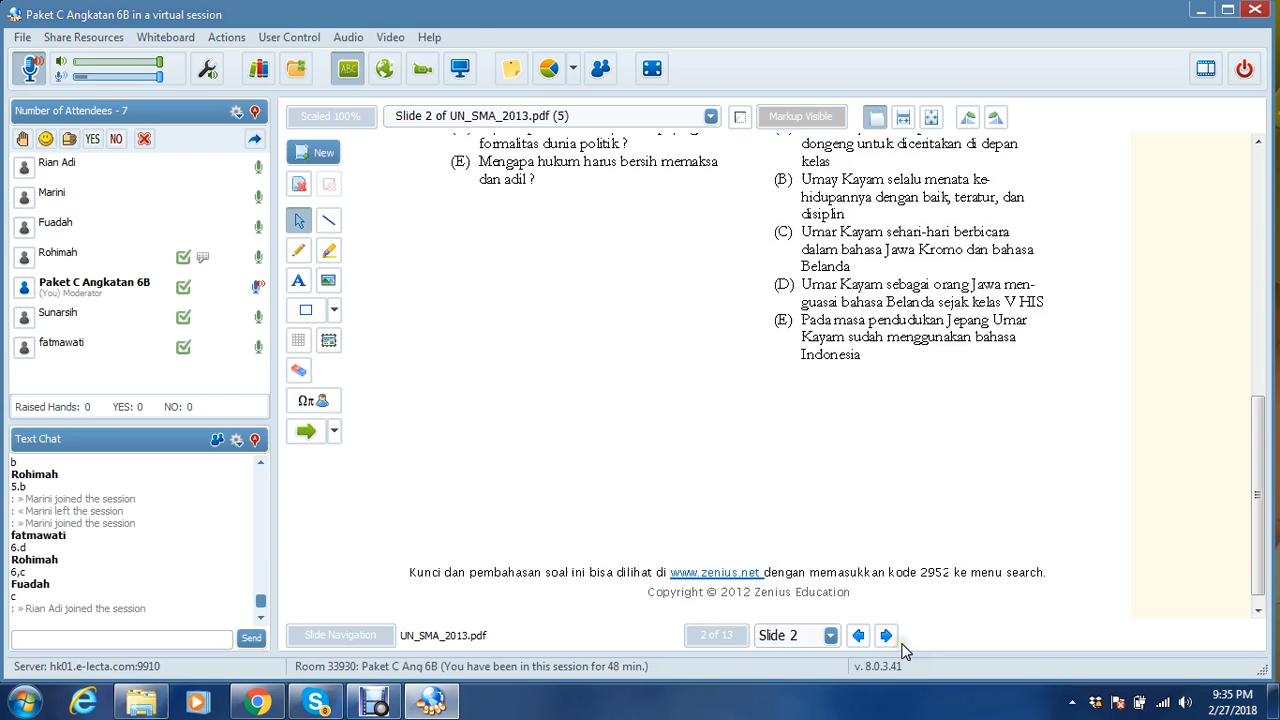 Paket C Angkatan 6B in a virtual session
File Share Resources Whiteboard Actions User Control Audio Video Help
ABC
Number of Attendees - 7
YES NO
Rian Adi
Marini
Fuadah
Rohimah
Paket C Angkatan 6B
(You) Moderator
Sunarsih
fatmawati
Raised Hands: 0 YES: 0 NO: 0
Text Chat
b
Rohimah
5.b
: » Marini joined the session
: « Marini left the session
: » Marini joined the session
fatmawati
6.d
Rohimah
6,c
Fuadah
c
: » Rian Adi joined the session
Send
Scaled 100% Slide 2 of UN_SMA_2013.pdf (5) Markup Visible
New
A
Ωπ
formalitas dunia politik ?
(E) Mengapa hukum harus bersih memaksa
dan adil ?
dongeng untuk diceritakan di depan
kelas
(B) Umay Kayam selalu menata ke-
hidupannya dengan baik, teratur, dan
disiplin
(C) Umar Kayam sehari-hari berbicara
dalam bahasa Jawa Kromo dan bahasa
Belanda
(D) Umar Kayam sebagai orang Jawa men-
guasai bahasa Belanda sejak kelas V HIS
(E) Pada masa pendudukan Jepang Umar
Kayam sudah menggunakan bahasa
Indonesia
Kunci dan pembahasan soal ini bisa dilihat di www.zenius.net dengan memasukkan kode 2952 ke menu search.
Copyright © 2012 Zenius Education
Slide Navigation UN_SMA_2013.pdf 2 of 13 Slide 2
Server: hk01.e-lecta.com:9910 Room 33930: Paket C Ang 6B (You have been in this session for 48 min.) v. 8.0.3.41
8
9:35 PM
2/27/2018